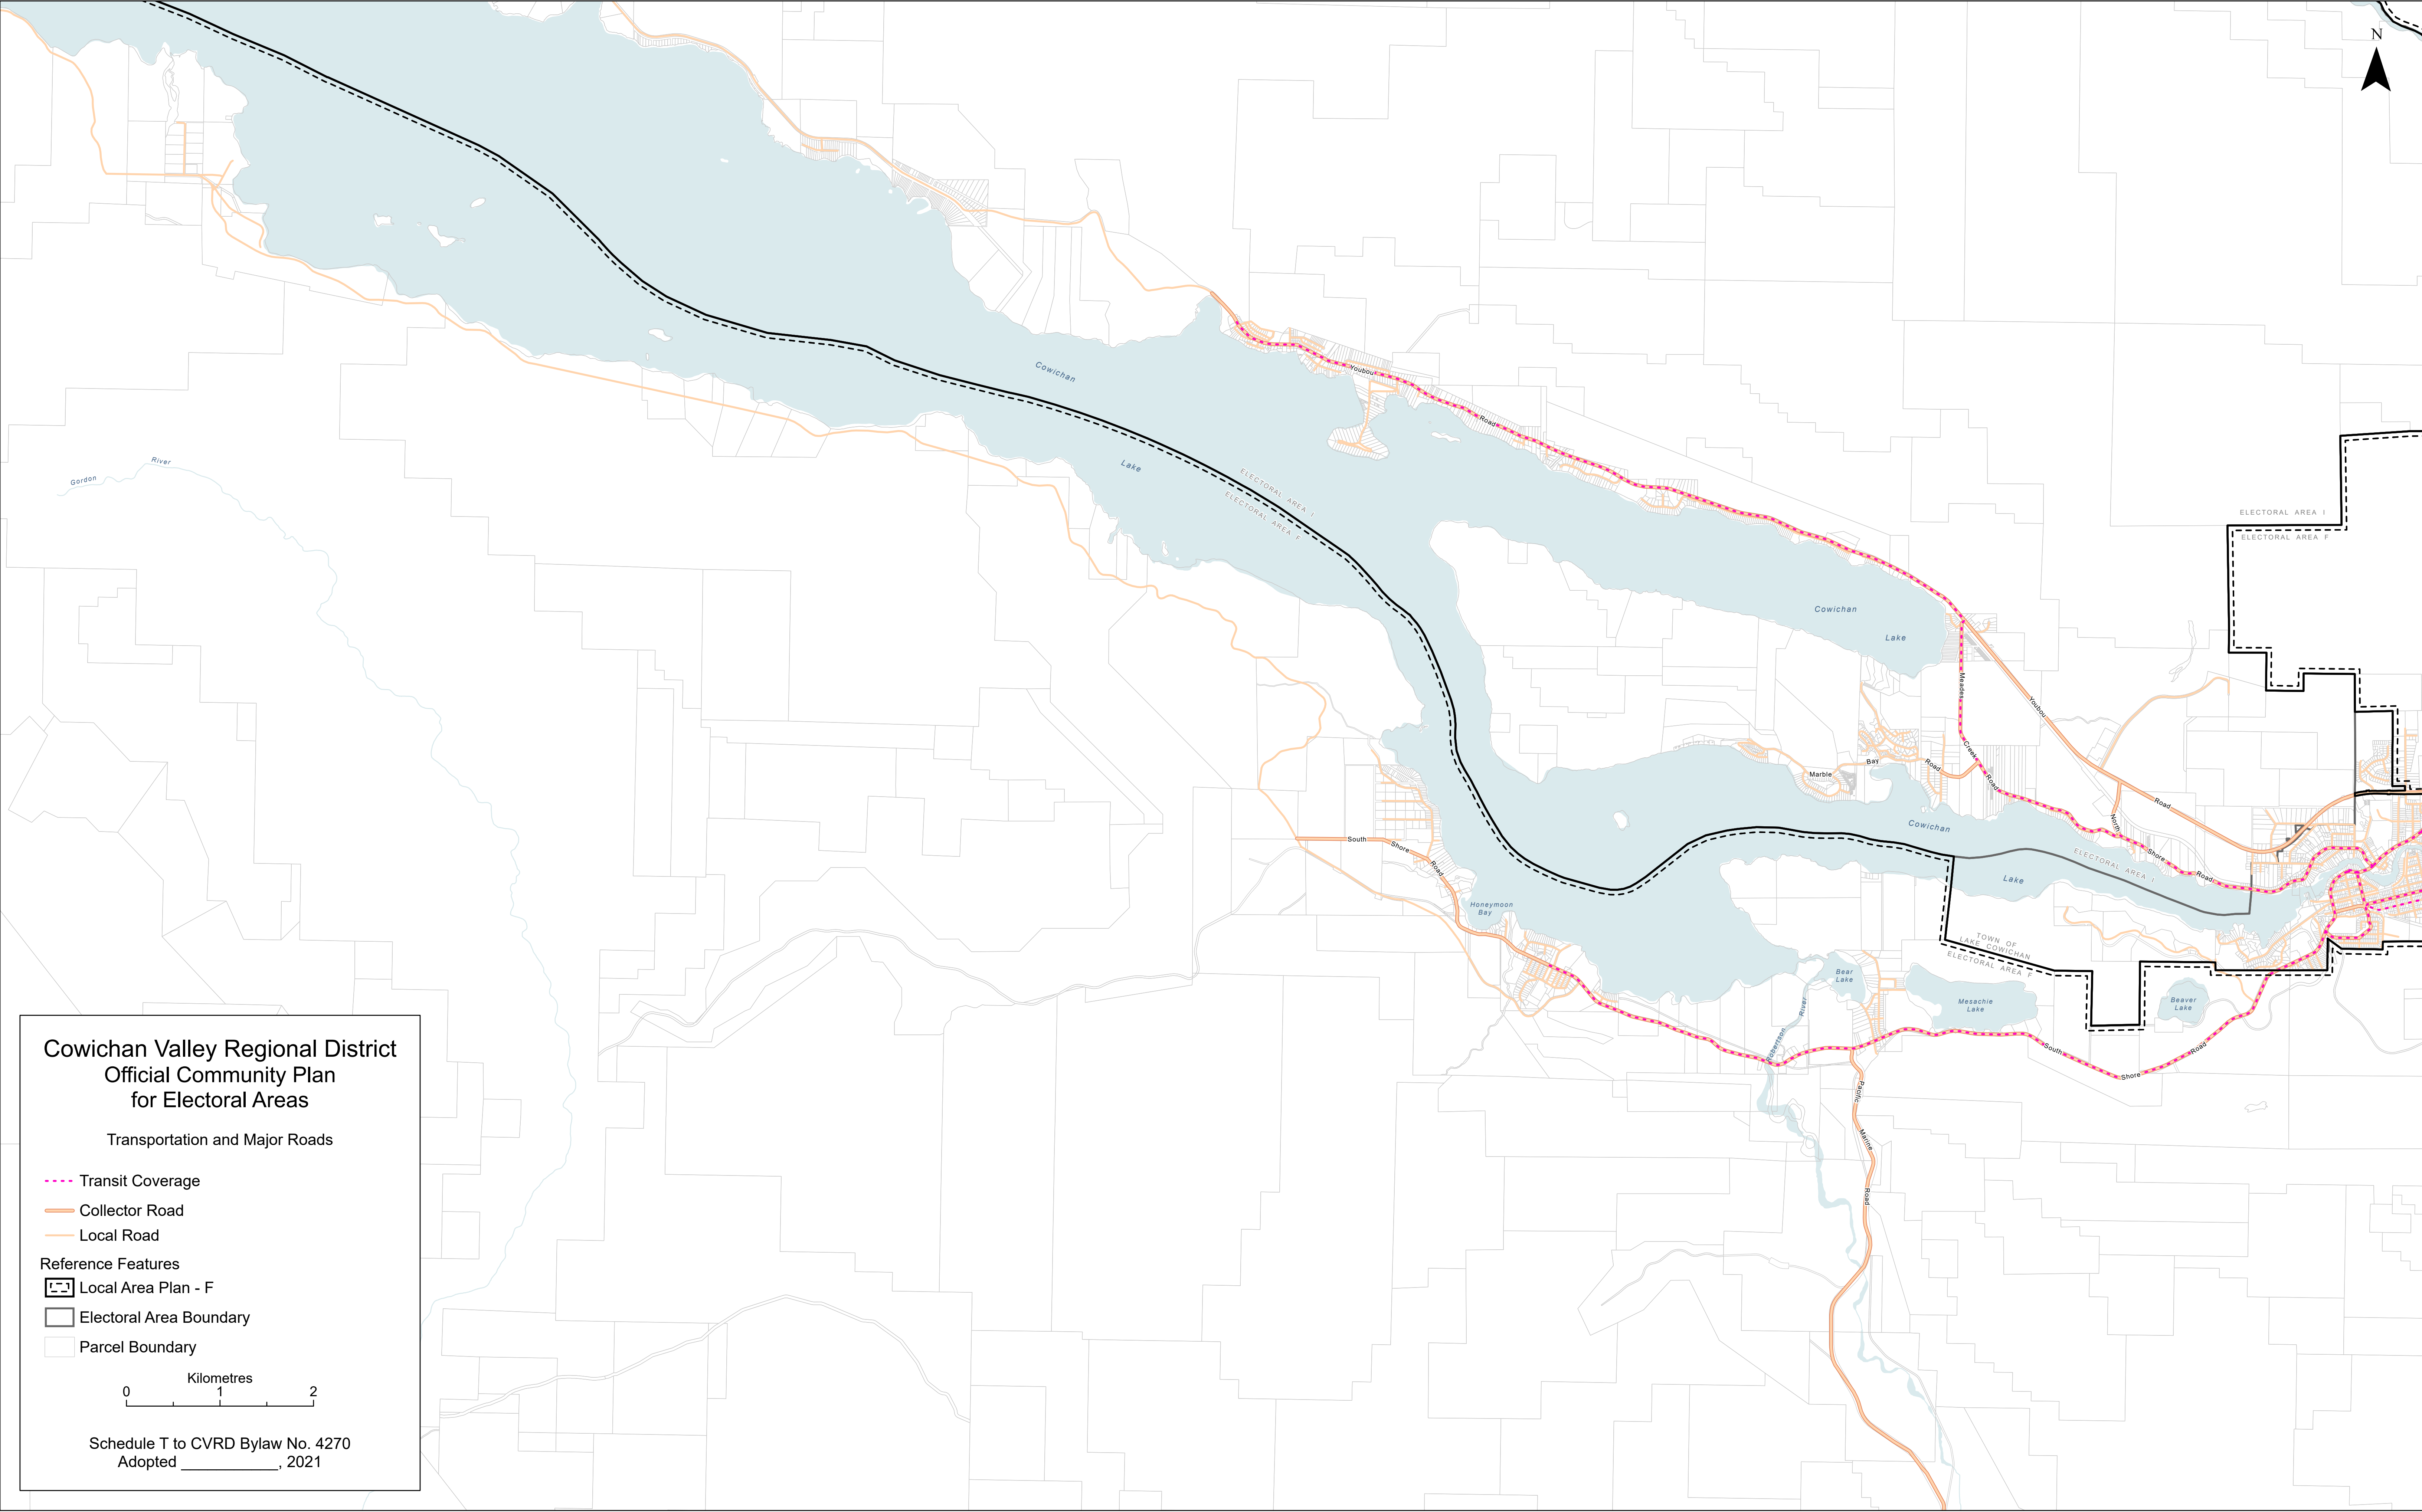 N
Cowichan
Lake
Youbou
Road
Gordon
River
ELECTORAL AREA I
ELECTORAL AREA F
ELECTORAL AREA I
ELECTORAL AREA F
Cowichan
Lake
Meades
Creek
Road
Youbou
Road
Marble
Bay
Road
North
Shore
Road
Cowichan
Lake
ELECTORAL AREA I
South
Shore
Road
Honeymoon
Bay
TOWN OF
LAKE COWICHAN
ELECTORAL AREA F
Bear
Lake
Mesachie
Lake
Beaver
Lake
Robertson
River
South
Shore
Road
Pacific
Marine
Road
Cowichan Valley Regional District
Official Community Plan
for Electoral Areas
Transportation and Major Roads
Transit Coverage
Collector Road
Local Road
Reference Features
Local Area Plan - F
Electoral Area Boundary
Parcel Boundary
Kilometres
0 1 2
Schedule T to CVRD Bylaw No. 4270
Adopted ____________, 2021